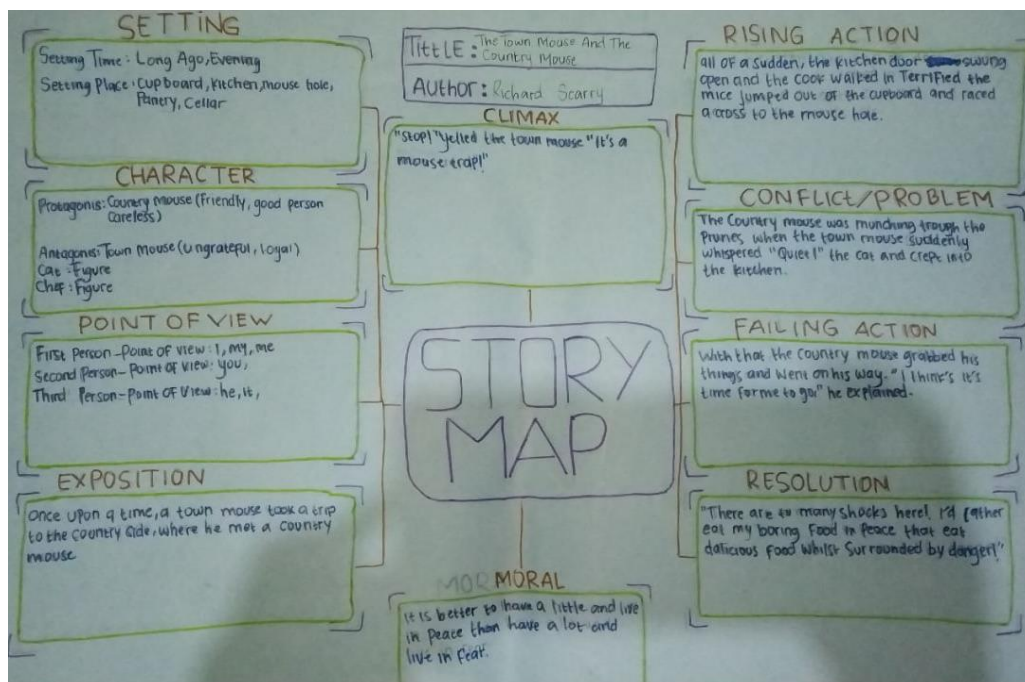 SETTING
Setting Time: Long Ago, Evening
Setting Place: Cupboard, kitchen, mouse hole,
Pantry, Cellar
CHARACTER
Protagonis: Country mouse (Friendly, good person
careless)
Antagonis: Town mouse (Ungrateful, Loyal)
Cat: Figure
Chef: Figure
POINT OF VIEW
First Person - Point of view: I, my, me
Second Person - Point of view: you,
Third Person - Point of View: he, it,
EXPOSITION
Once upon a time, a town mouse took a trip
to the country side, where he met a country
mouse
TITTLE: The Town Mouse And The
Country Mouse
AUTHOR: Richard Scarry
CLIMAX
"Stop!" Yelled the town mouse "It's a
mouse trap!"
STORY
MAP
MORAL
It is better to have a little and live
in peace than have a lot and
live in fear.
RISING ACTION
all of a sudden, the kitchen door swung
open and the cook walked in Terrified the
mice jumped out of the cupboard and raced
across to the mouse hole.
CONFLICT/PROBLEM
The Country mouse was munching trough the
Prunes, when the town mouse suddenly
whispered "Quiet!" the cat and crept into
the kitchen.
FAILING ACTION
With that the country mouse grabbed his
things and went on his way. "I Think's it's
time for me to go!" he explained.
RESOLUTION
"There are to many shocks here!, I'd rather
eat my boring food in peace that eat
dalicious food whilst surrounded by danger!"